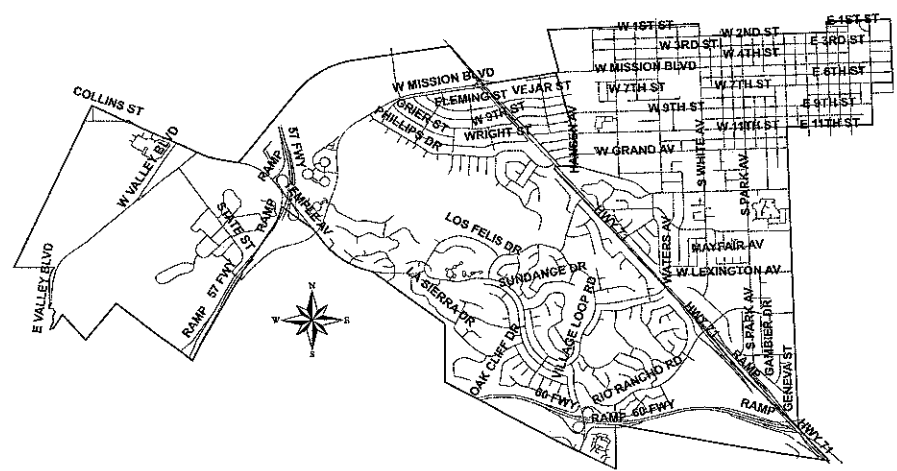 E 1ST ST
W 1ST ST
W 2ND ST
E 3RD ST
W 3RD ST
W 4TH ST
W MISSION BLVD
W MISSION BLVD
E 6TH ST
VEJAR ST
W 7TH ST
W 7TH ST
COLLINS ST
FLEMING ST
GRIER ST
W 9TH ST
W 9TH ST
E 9TH ST
PHILLIPS DR
WRIGHT ST
W 11TH ST
E 11TH ST
HANSEN AV
W VALLEY BLVD
57 FWY
RAMP
W GRAND AV
S WHITE AV
S PARK AV
TEMPLE AV
RAMP
STATE ST
LOS FELIS DR
HWY 71
WATERS AV
MAYFAIR AV
E VALLEY BLVD
57 FWY
RAMP
LA SIERRA DR
SUNDANCE DR
W LEXINGTON AV
N
W
E
S
VILLAGE LOOP RD
HWY 71
S PARK AV
GAMBIER DR
OAK CLIFF DR
RIO RANCHO RD
RAMP
GENEVA ST
60 FWY
RAMP
60 FWY
RAMP
HWY 71